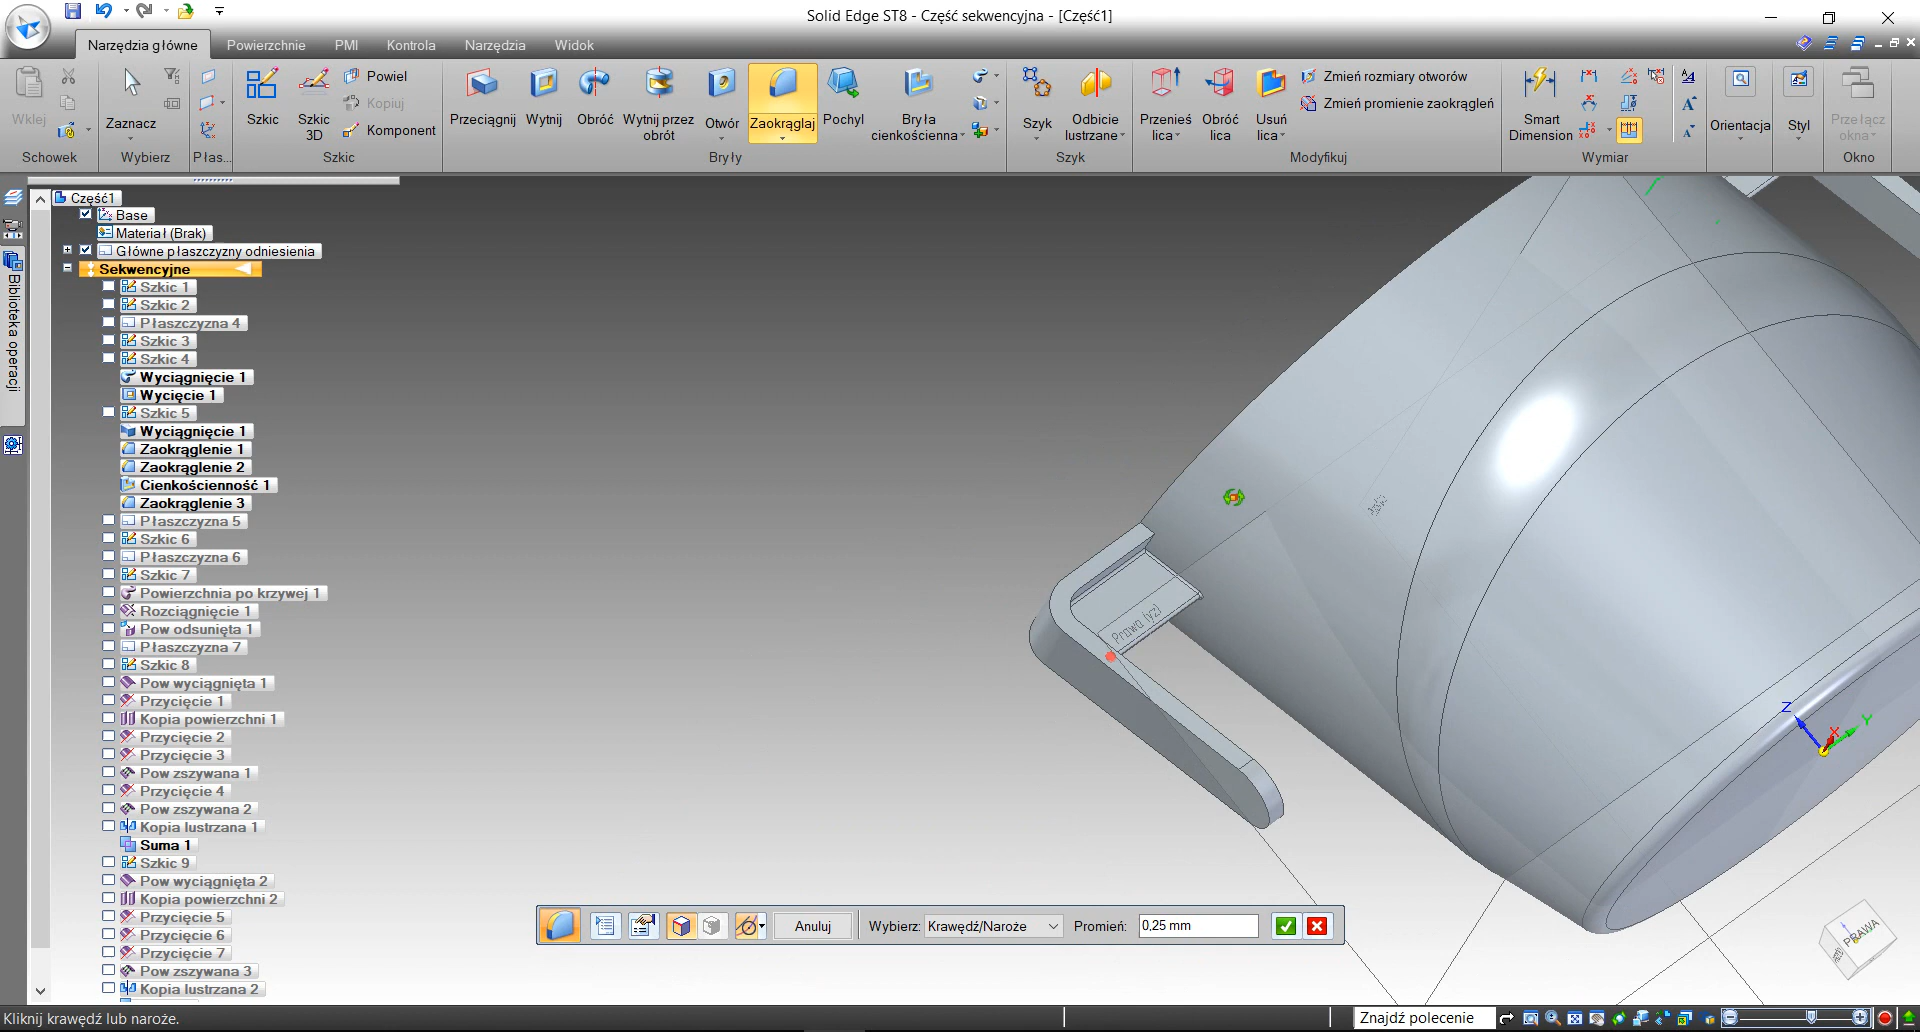 Solid Edge ST8 - Część sekwencyjna - [Część1]
Narzędzia główne
Powierzchnie
PMI
Kontrola
Narzędzia
Widok
Wklej
Schowek
Zaznacz
Wybierz
Płas...
Szkic
Szkic 3D
Powiel
Kopiuj
Komponent
Szkic
Przeciągnij
Wytnij
Obróć
Wytnij przez obrót
Otwór
Zaokrąglaj
Pochyl
Bryła cienkościenna
Bryły
Szyk
Odbicie lustrzane
Szyk
Przenieś lica
Obróć lica
Usuń lica
Zmień rozmiary otworów
Zmień promienie zaokrągleń
Modyfikuj
Smart Dimension
Wymiar
Orientacja
Styl
Przełącz okna
Okno
Biblioteka operacji
Część1
Base
Materiał (Brak)
Główne płaszczyzny odniesienia
Sekwencyjne
Szkic 1
Szkic 2
Płaszczyzna 4
Szkic 3
Szkic 4
Wyciągnięcie 1
Wycięcie 1
Szkic 5
Wyciągnięcie 1
Zaokrąglenie 1
Zaokrąglenie 2
Cienkościenność 1
Zaokrąglenie 3
Płaszczyzna 5
Szkic 6
Płaszczyzna 6
Szkic 7
Powierzchnia po krzywej 1
Rozciągnięcie 1
Pow odsunięta 1
Płaszczyzna 7
Szkic 8
Pow wyciągnięta 1
Przycięcie 1
Kopia powierzchni 1
Przycięcie 2
Przycięcie 3
Pow zszywana 1
Przycięcie 4
Pow zszywana 2
Kopia lustrzana 1
Suma 1
Szkic 9
Pow wyciągnięta 2
Kopia powierzchni 2
Przycięcie 5
Przycięcie 6
Przycięcie 7
Pow zszywana 3
Kopia lustrzana 2
Prawa (yz)
Z
X
Y
PRAWA
Anuluj
Wybierz:
Krawędź/Naroże
Promień:
0,25 mm
Kliknij krawędź lub naroże.
Znajdź polecenie